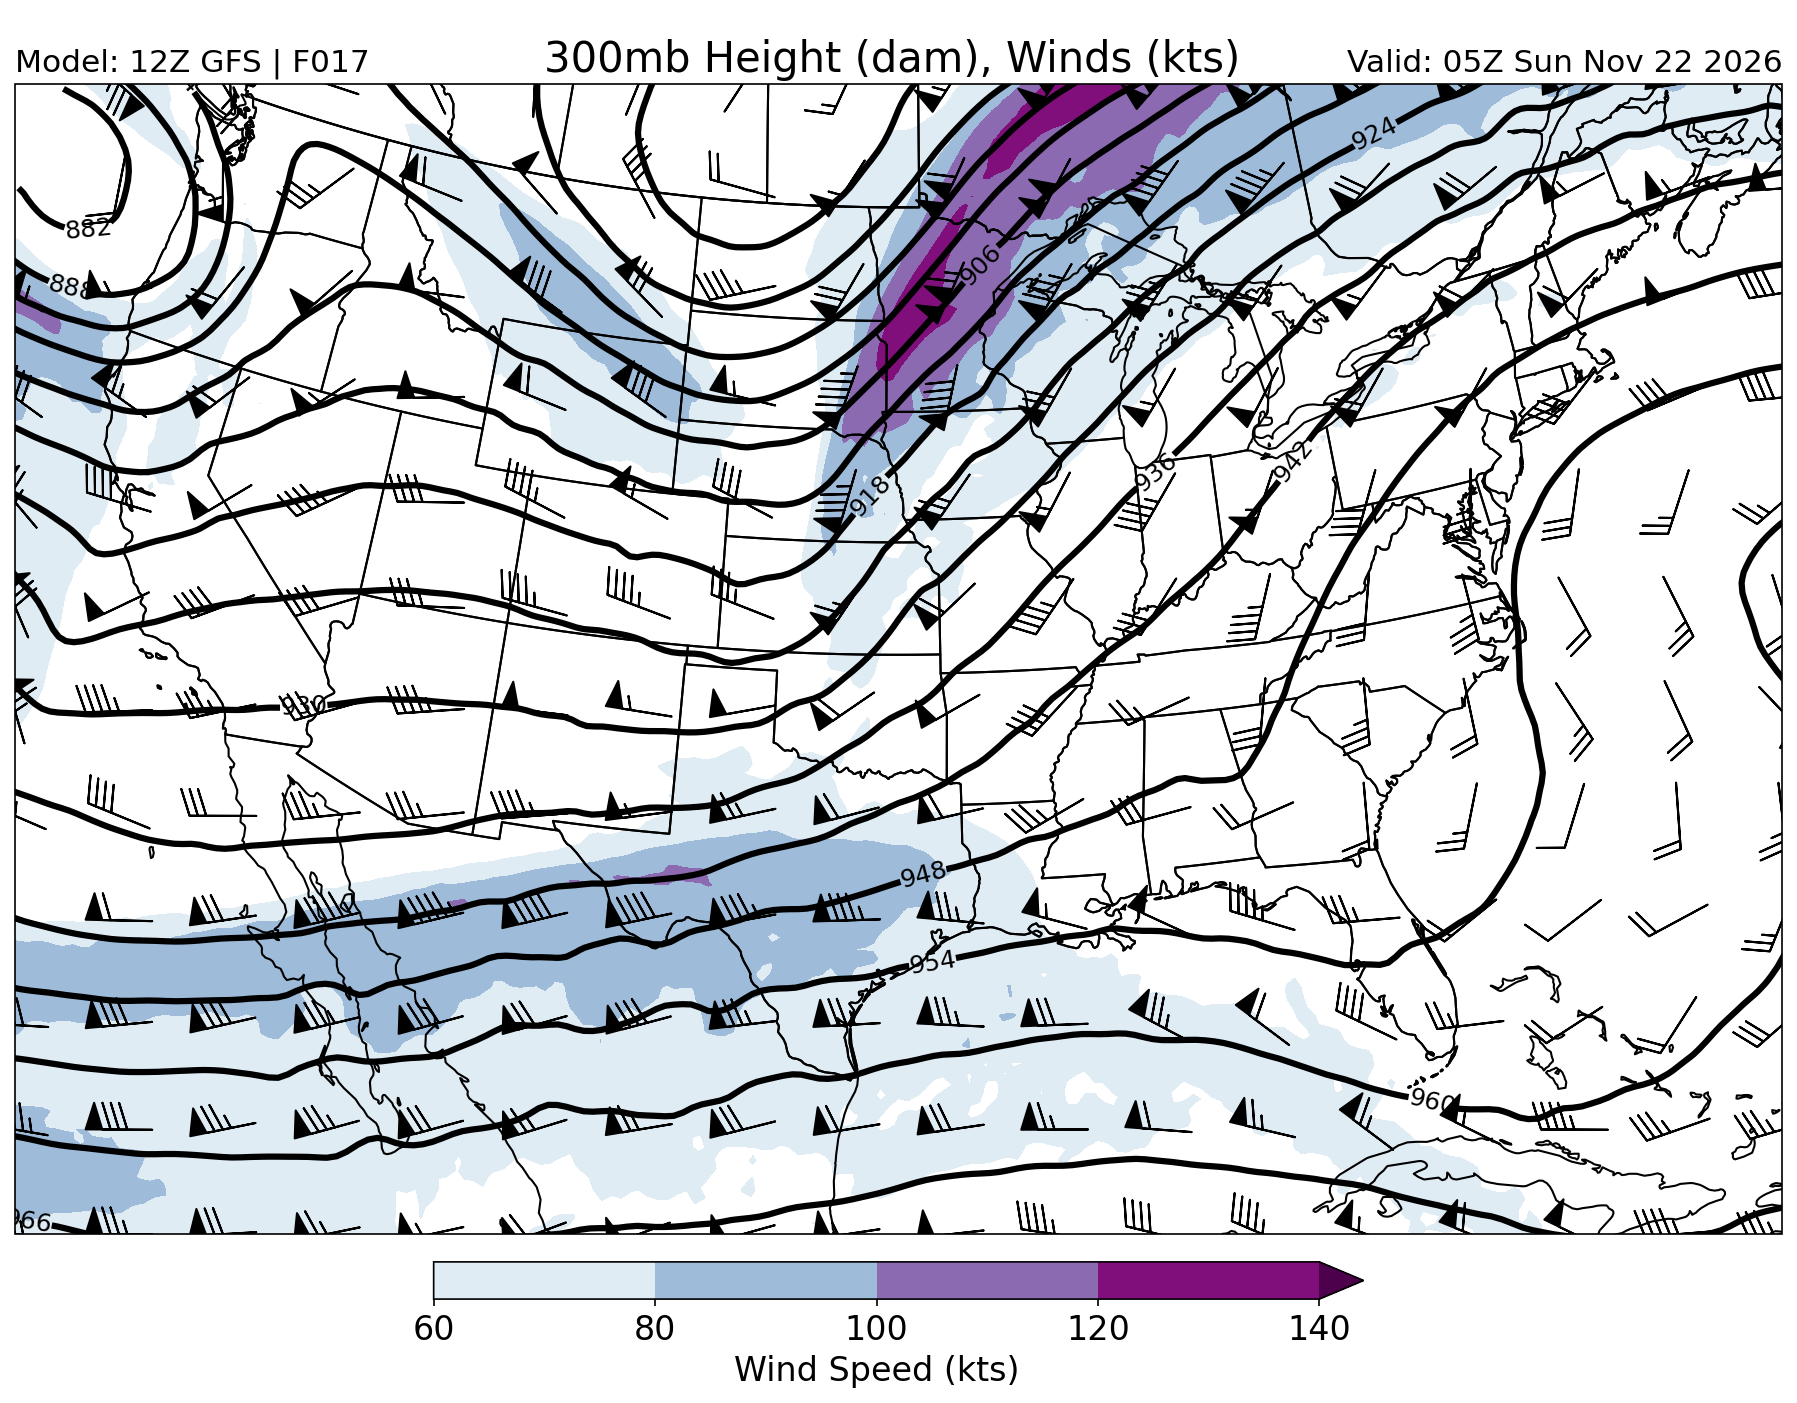 Model: 12Z GFS | F017
300mb Height (dam), Winds (kts)
Valid: 05Z Sun Nov 22 2026
924
882
906
888
936
942
918
930
948
954
960
966
60 80 100 120 140
Wind Speed (kts)